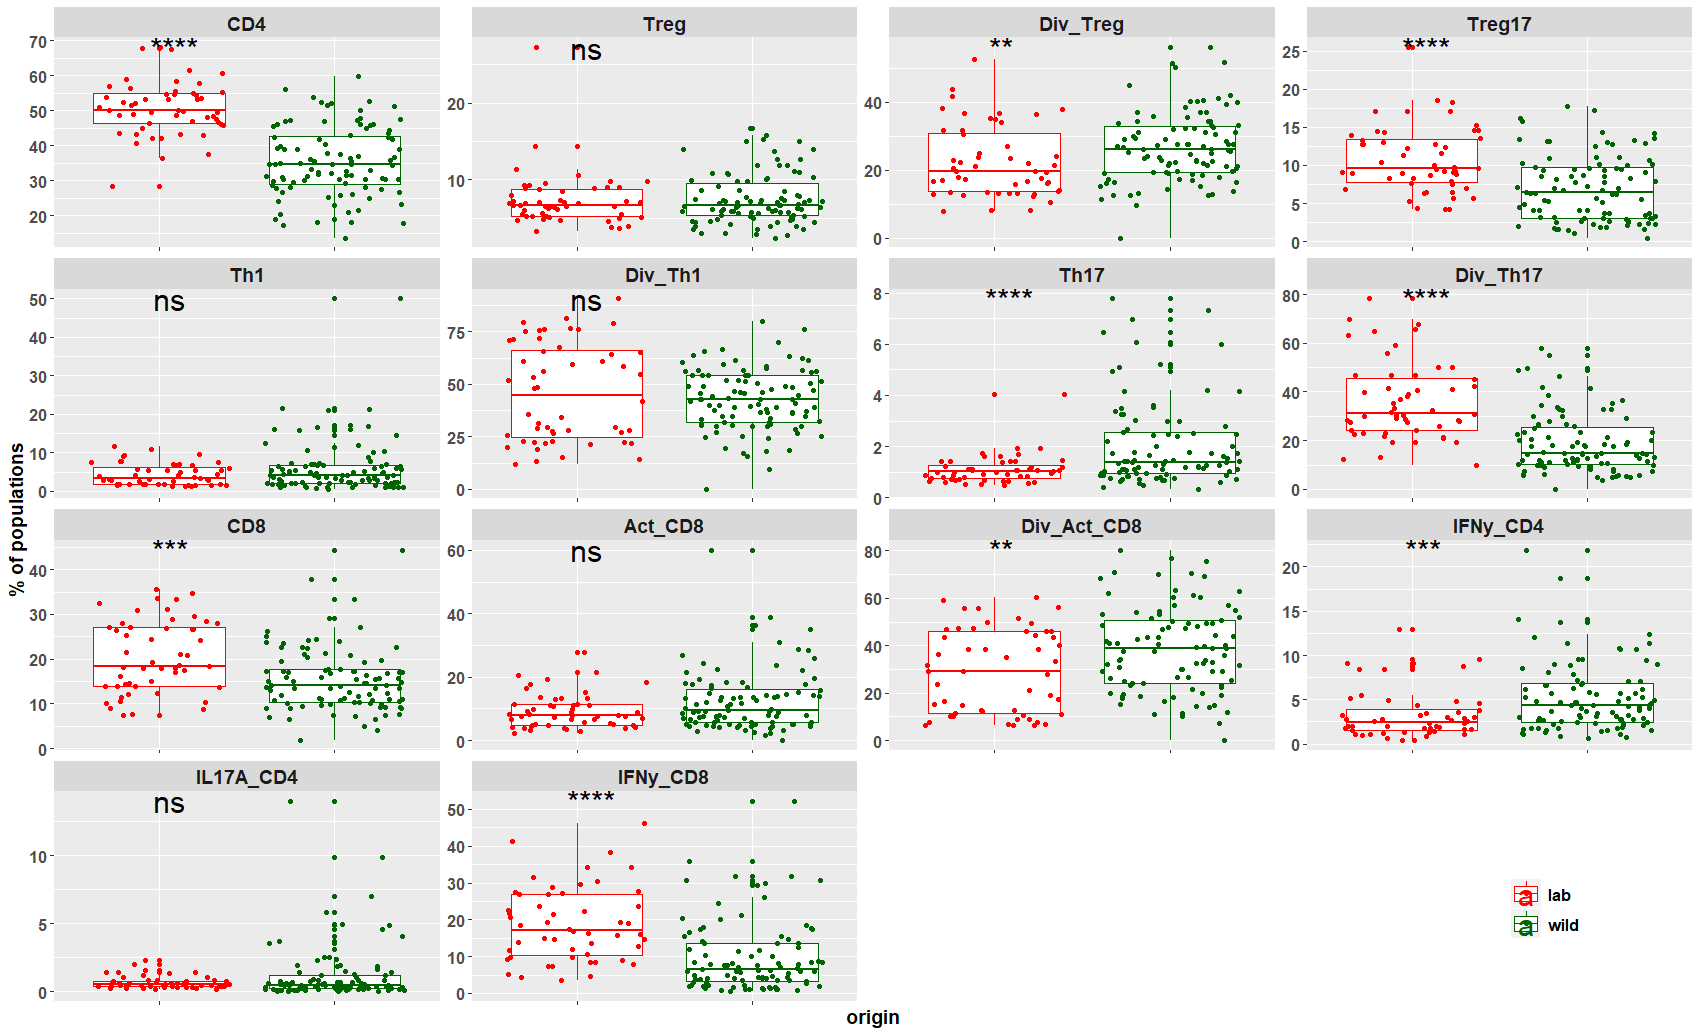 CD4 Treg Div_Treg Treg17
**** ns ** ****
70 60 50 40 30 20
20 10
40 20 0
25 20 15 10 5 0
Th1 Div_Th1 Th17 Div_Th17
ns ns **** ****
50 40 30 20 10 0
75 50 25 0
8 6 4 2 0
80 60 40 20 0
CD8 Act_CD8 Div_Act_CD8 IFNy_CD4
*** ns ** ***
40 30 20 10 0
60 40 20 0
80 60 40 20 0
20 15 10 5 0
IL17A_CD4 IFNy_CD8
ns ****
10 5 0
50 40 30 20 10 0
% of populations
origin
a lab
a wild